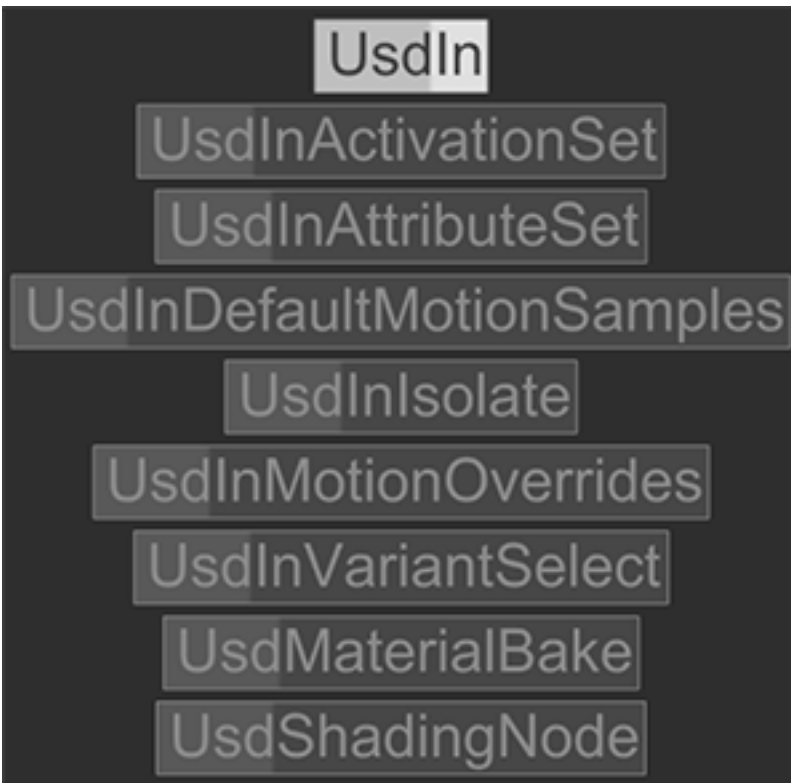 UsdIn
UsdInActivationSet
UsdInAttributeSet
UsdInDefaultMotionSamples
UsdInIsolate
UsdInMotionOverrides
UsdInVariantSelect
UsdMaterialBake
UsdShadingNode